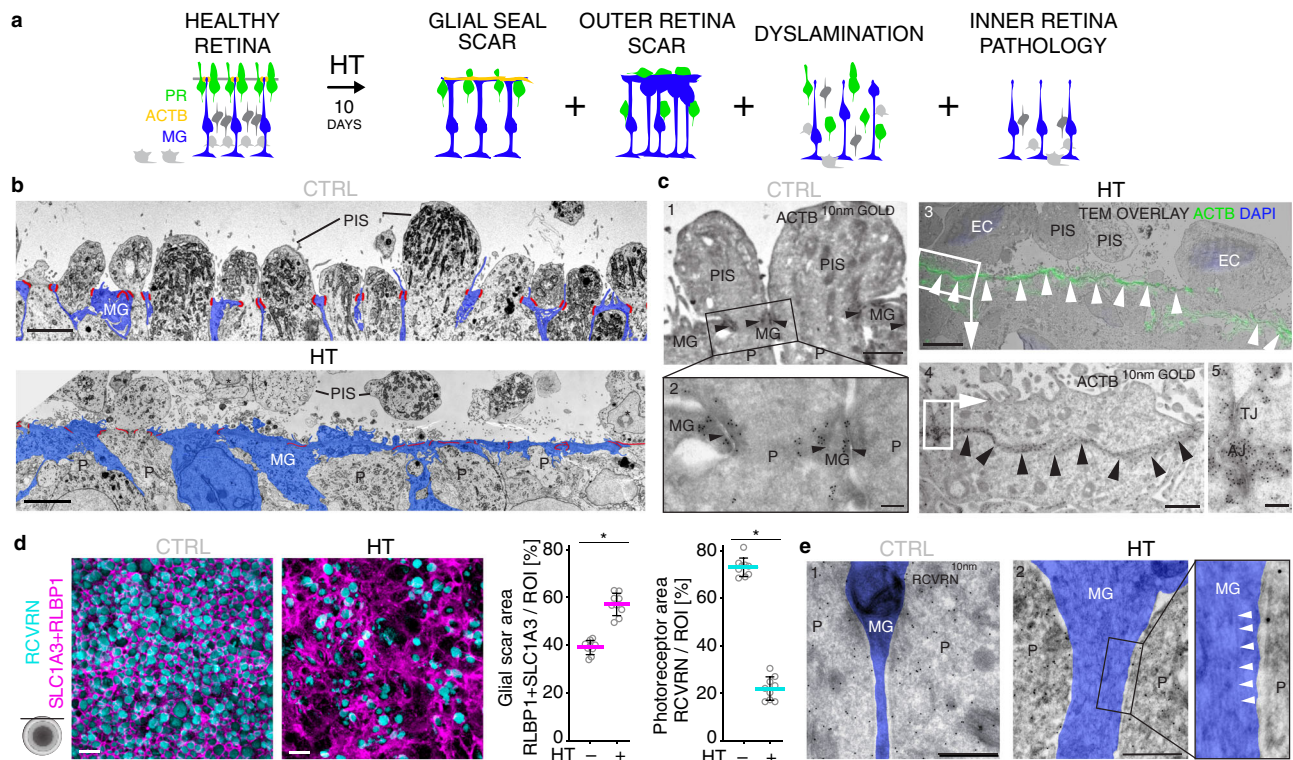 a
HEALTHY
RETINA
HT
10
DAYS
GLIAL SEAL
SCAR
OUTER RETINA
SCAR
DYSLAMINATION
INNER RETINA
PATHOLOGY
PR
ACTB
MG
+
+
+
b
CTRL
PIS
MG
HT
PIS
*
*
P
P
MG
P
P
P
c
CTRL
1
ACTB 10nm GOLD
PIS
PIS
MG
MG
MG
P
P
2
MG
P
MG
P
HT
3
TEM OVERLAY ACTB DAPI
EC
PIS
PIS
EC
4
ACTB 10nm GOLD
5
TJ
AJ
d
CTRL
HT
RCVRN
SLC1A3+RLBP1
Glial scar area
RLBP1+SLC1A3 / ROI [%]
80
60
40
20
0
*
HT – +
Photoreceptor area
RCVRN / ROI [%]
80
60
40
20
0
*
HT – +
e
CTRL
1
RCVRN 10nm
P
MG
P
HT
2
MG
P
P
MG
P